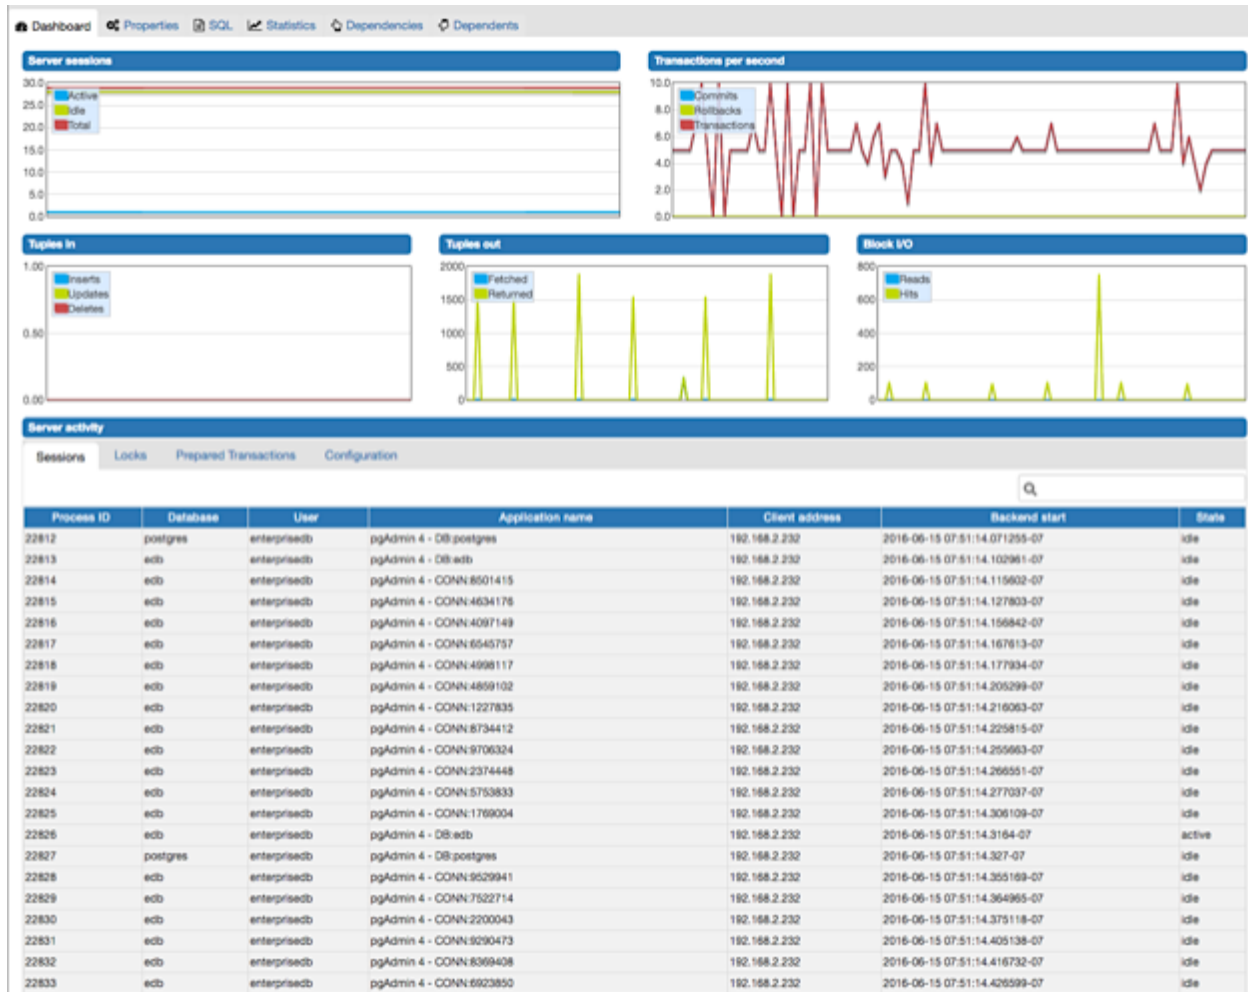 Dashboard Properties SQL Statistics Dependencies Dependents
Server sessions
30.0
25.0
20.0
15.0
10.0
5.0
0.0
Active
Idle
Total
Transactions per second
10.0
8.0
6.0
4.0
2.0
0.0
Commits
Rollbacks
Transactions
Tuples in
1.00
0.50
0.00
Inserts
Updates
Deletes
Tuples out
2000
1500
1000
500
0
Fetched
Returned
Block I/O
800
600
400
200
0
Reads
Hits
Server activity
Sessions Locks Prepared Transactions Configuration
Process ID Database User Application name Client address Backend start State
22812 postgres enterprisedb pgAdmin 4 - DB:postgres 192.168.2.232 2016-06-15 07:51:14.071255-07 idle
22813 edb enterprisedb pgAdmin 4 - DB:edb 192.168.2.232 2016-06-15 07:51:14.102961-07 idle
22814 edb enterprisedb pgAdmin 4 - CONN:8501415 192.168.2.232 2016-06-15 07:51:14.115602-07 idle
22815 edb enterprisedb pgAdmin 4 - CONN:4634176 192.168.2.232 2016-06-15 07:51:14.127803-07 idle
22816 edb enterprisedb pgAdmin 4 - CONN:4097149 192.168.2.232 2016-06-15 07:51:14.156842-07 idle
22817 edb enterprisedb pgAdmin 4 - CONN:6545757 192.168.2.232 2016-06-15 07:51:14.167613-07 idle
22818 edb enterprisedb pgAdmin 4 - CONN:4998117 192.168.2.232 2016-06-15 07:51:14.177934-07 idle
22819 edb enterprisedb pgAdmin 4 - CONN:4859102 192.168.2.232 2016-06-15 07:51:14.205299-07 idle
22820 edb enterprisedb pgAdmin 4 - CONN:1227835 192.168.2.232 2016-06-15 07:51:14.216063-07 idle
22821 edb enterprisedb pgAdmin 4 - CONN:8734412 192.168.2.232 2016-06-15 07:51:14.225815-07 idle
22822 edb enterprisedb pgAdmin 4 - CONN:9706324 192.168.2.232 2016-06-15 07:51:14.255663-07 idle
22823 edb enterprisedb pgAdmin 4 - CONN:2374448 192.168.2.232 2016-06-15 07:51:14.266551-07 idle
22824 edb enterprisedb pgAdmin 4 - CONN:5753833 192.168.2.232 2016-06-15 07:51:14.277037-07 idle
22825 edb enterprisedb pgAdmin 4 - CONN:1769004 192.168.2.232 2016-06-15 07:51:14.306109-07 idle
22826 edb enterprisedb pgAdmin 4 - DB:edb 192.168.2.232 2016-06-15 07:51:14.3164-07 active
22827 postgres enterprisedb pgAdmin 4 - DB:postgres 192.168.2.232 2016-06-15 07:51:14.327-07 idle
22828 edb enterprisedb pgAdmin 4 - CONN:9529941 192.168.2.232 2016-06-15 07:51:14.355169-07 idle
22829 edb enterprisedb pgAdmin 4 - CONN:7522714 192.168.2.232 2016-06-15 07:51:14.364965-07 idle
22830 edb enterprisedb pgAdmin 4 - CONN:2200043 192.168.2.232 2016-06-15 07:51:14.375118-07 idle
22831 edb enterprisedb pgAdmin 4 - CONN:9290473 192.168.2.232 2016-06-15 07:51:14.405138-07 idle
22832 edb enterprisedb pgAdmin 4 - CONN:8369408 192.168.2.232 2016-06-15 07:51:14.416732-07 idle
22833 edb enterprisedb pgAdmin 4 - CONN:6923850 192.168.2.232 2016-06-15 07:51:14.426599-07 idle